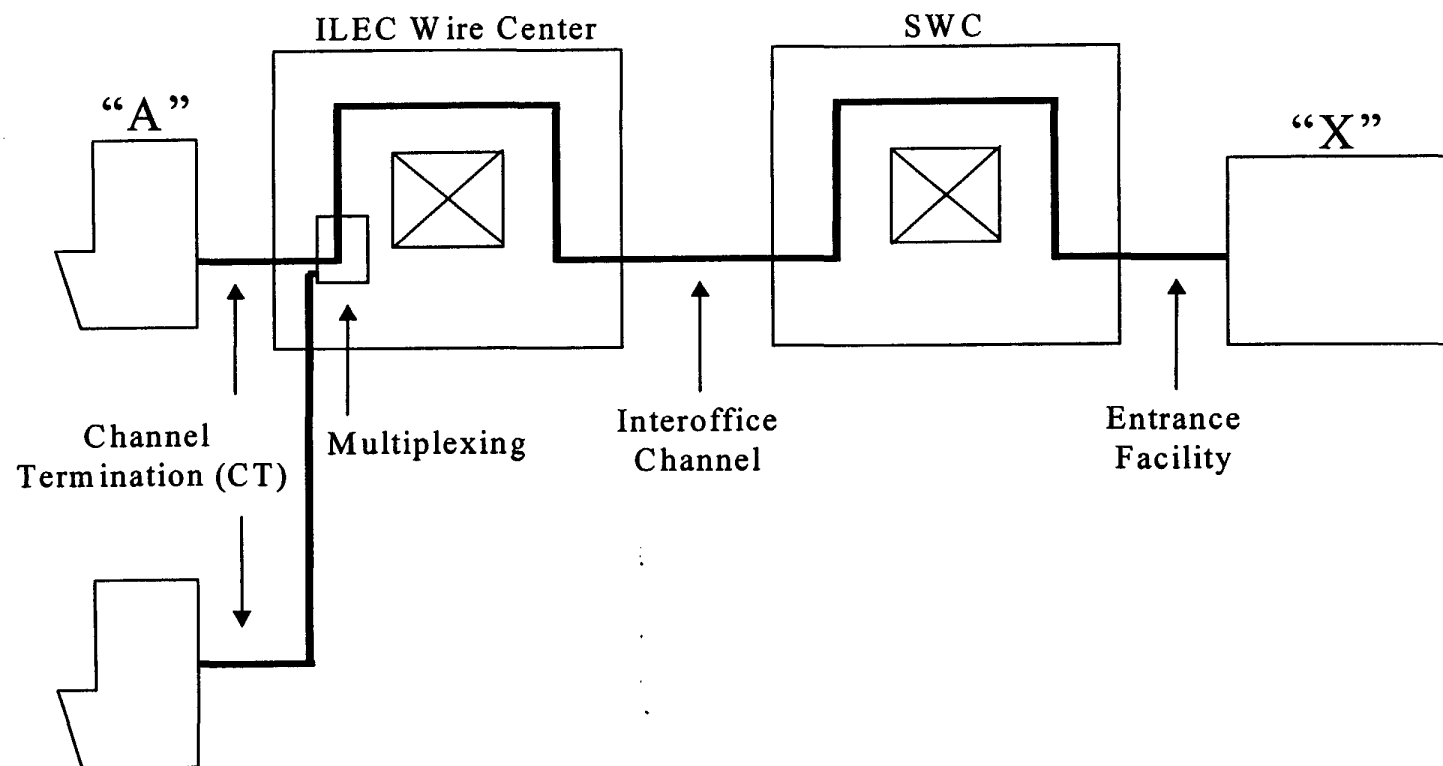 ILEC Wire Center
SWC
“A”
“X”
Channel
Termination (CT)
Multiplexing
Interoffice
Channel
Entrance
Facility